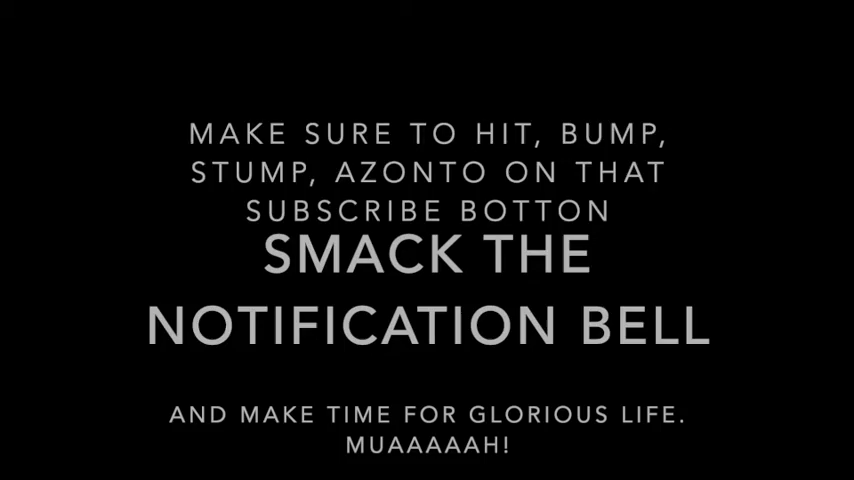 MAKE SURE TO HIT, BUMP,
STUMP, AZONTO ON THAT
SUBSCRIBE BOTTON
SMACK THE
NOTIFICATION BELL
AND MAKE TIME FOR GLORIOUS LIFE.
MUAAAAAH!